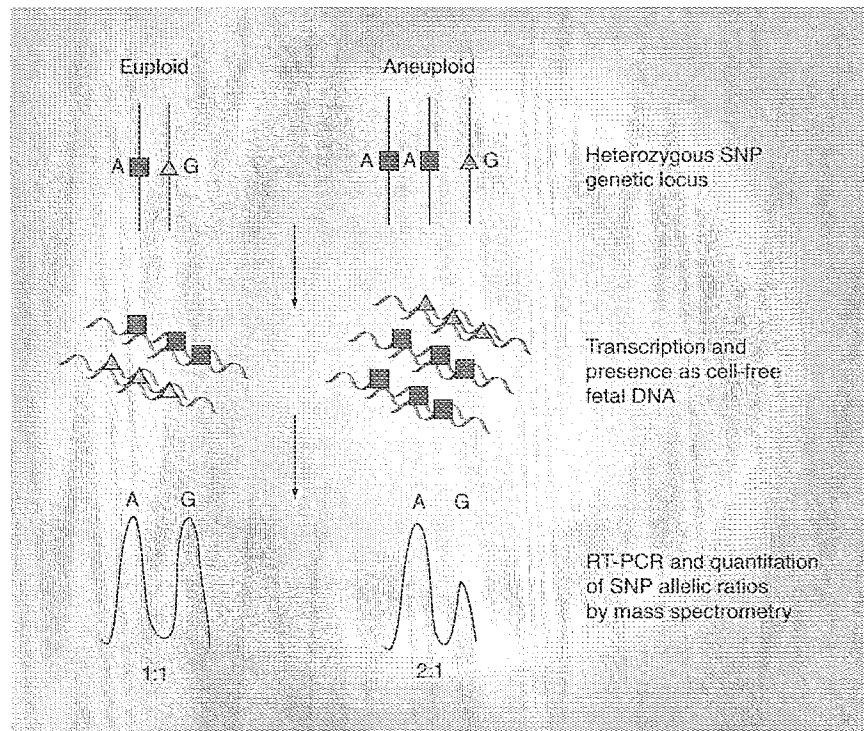 Euploid
Aneuploid
A G
A A G
Heterozygous SNP
genetic locus
Transcription and
presence as cell-free
fetal DNA
A G
A G
RT-PCR and quantitation
of SNP allelic ratios
by mass spectrometry
1:1
2:1